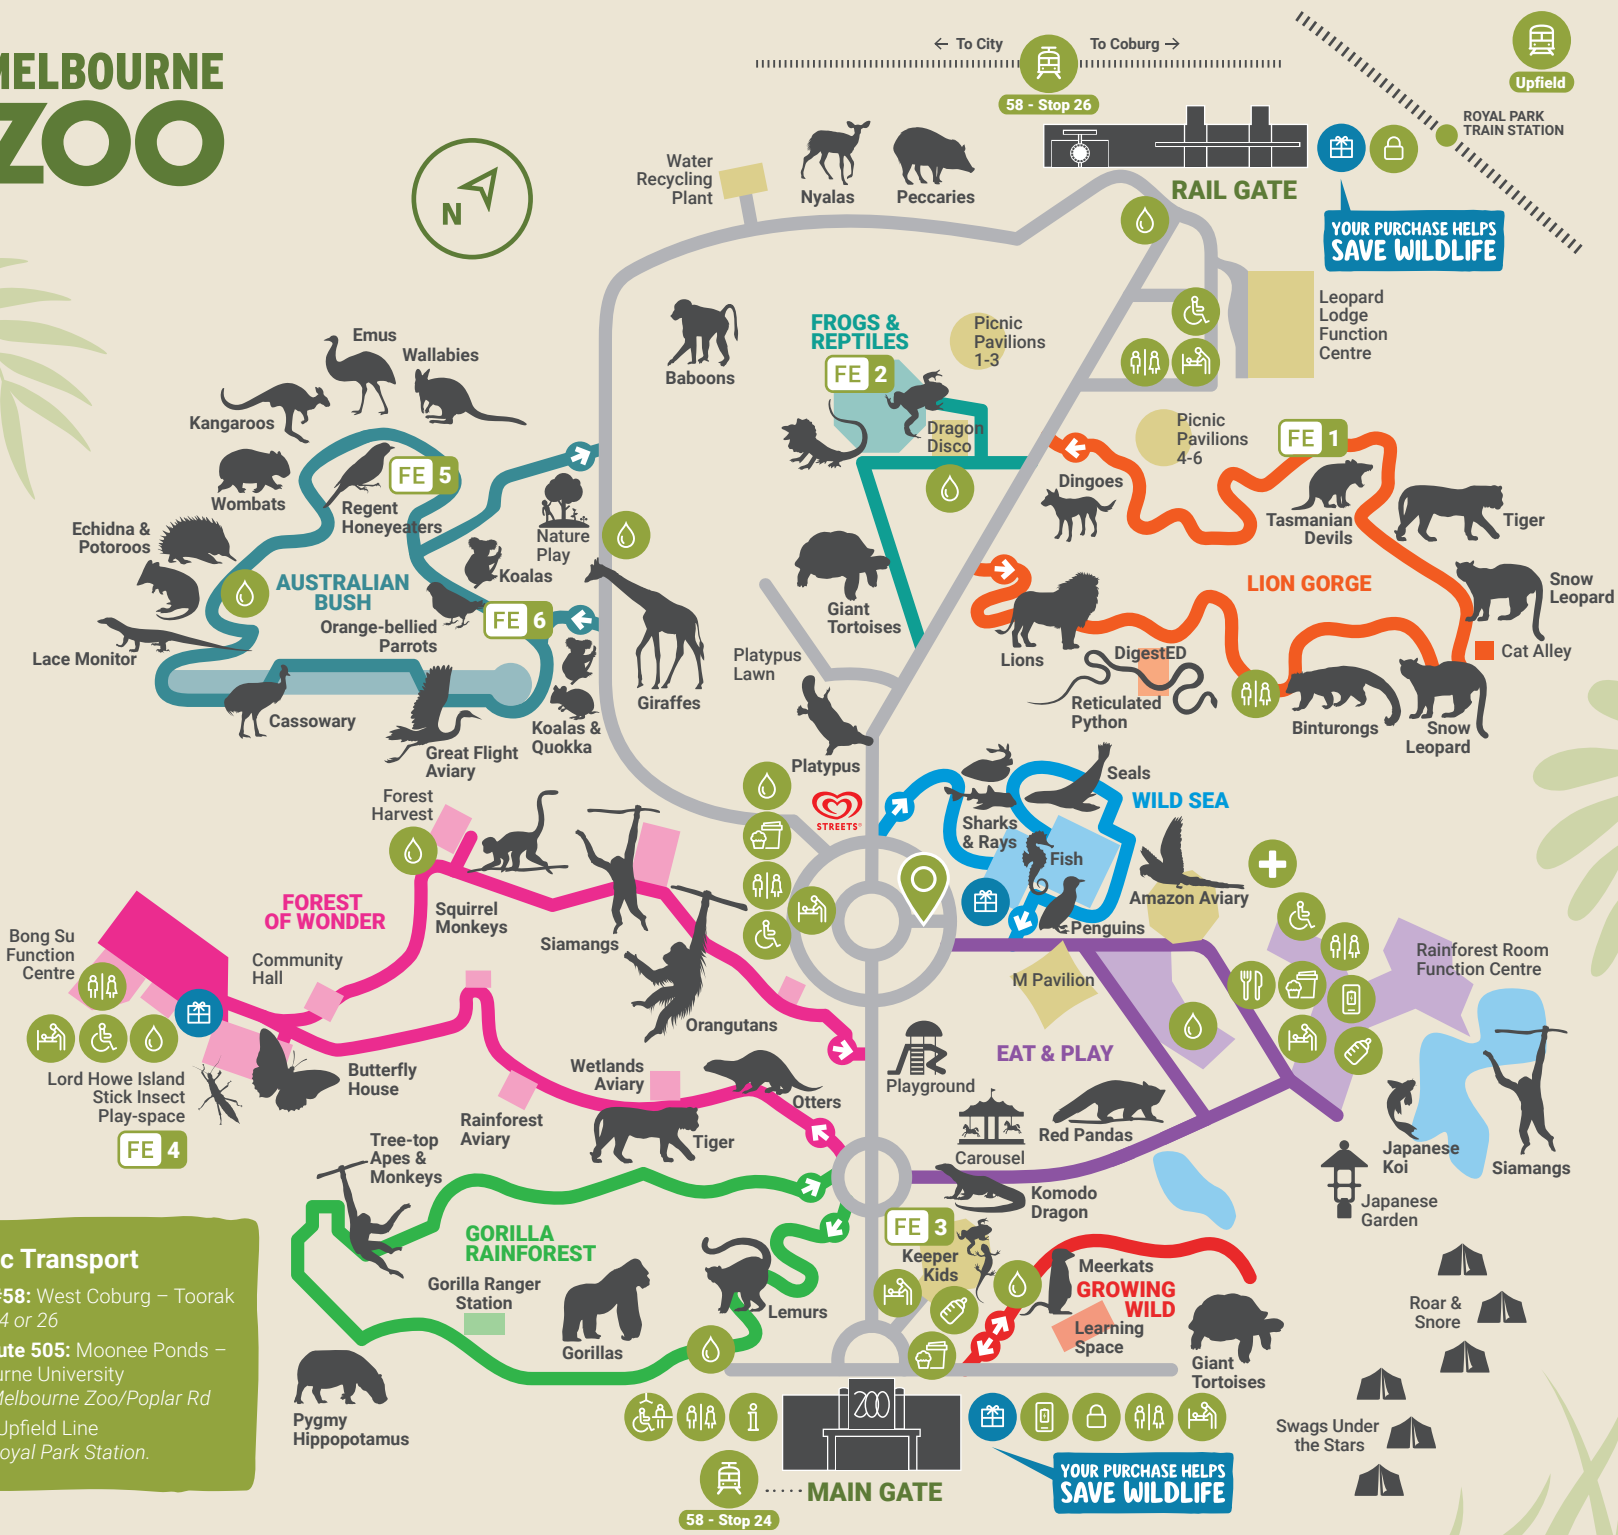 MELBOURNE
ZOO
N
← To City
To Coburg →
58 - Stop 26
Upfield
ROYAL PARK
TRAIN STATION
RAIL GATE
YOUR PURCHASE HELPS
SAVE WILDLIFE
Water
Recycling
Plant
Nyalas
Peccaries
Leopard
Lodge
Function
Centre
Baboons
FROGS &
REPTILES
FE 2
Picnic
Pavilions
1-3
Dragon
Disco
Picnic
Pavilions
4-6
FE 1
Emus
Wallabies
Kangaroos
Wombats
Regent
Honeyeaters
FE 5
Echidna &
Potoroos
AUSTRALIAN
BUSH
Nature
Play
Koalas
Orange-bellied
Parrots
FE 6
Lace Monitor
Cassowary
Great Flight
Aviary
Koalas &
Quokka
Giraffes
Giant
Tortoises
Platypus
Lawn
Platypus
Dingoes
Tasmanian
Devils
Tiger
LION GORGE
Snow
Leopard
Cat Alley
Lions
DigestED
Reticulated
Python
Binturongs
Snow
Leopard
STREETS
Seals
WILD SEA
Sharks
& Rays
Fish
Penguins
Amazon Aviary
M Pavilion
Rainforest Room
Function Centre
Forest
Harvest
FOREST
OF WONDER
Squirrel
Monkeys
Siamangs
Orangutans
Bong Su
Function
Centre
Community
Hall
Butterfly
House
Lord Howe Island
Stick Insect
Play-space
FE 4
Rainforest
Aviary
Wetlands
Aviary
Otters
Tiger
Playground
EAT & PLAY
Carousel
Red Pandas
Japanese
Koi
Siamangs
Japanese
Garden
Komodo
Dragon
Tree-top
Apes &
Monkeys
GORILLA
RAINFOREST
Gorilla Ranger
Station
Gorillas
Lemurs
Pygmy
Hippopotamus
FE 3
Keeper
Kids
Meerkats
GROWING
WILD
Learning
Space
Giant
Tortoises
Roar &
Snore
Swags Under
the Stars
ZOO
MAIN GATE
58 - Stop 24
YOUR PURCHASE HELPS
SAVE WILDLIFE
c Transport
#58: West Coburg – Toorak
4 or 26
ute 505: Moonee Ponds –
urne University
Melbourne Zoo/Poplar Rd
Upfield Line
oyal Park Station.